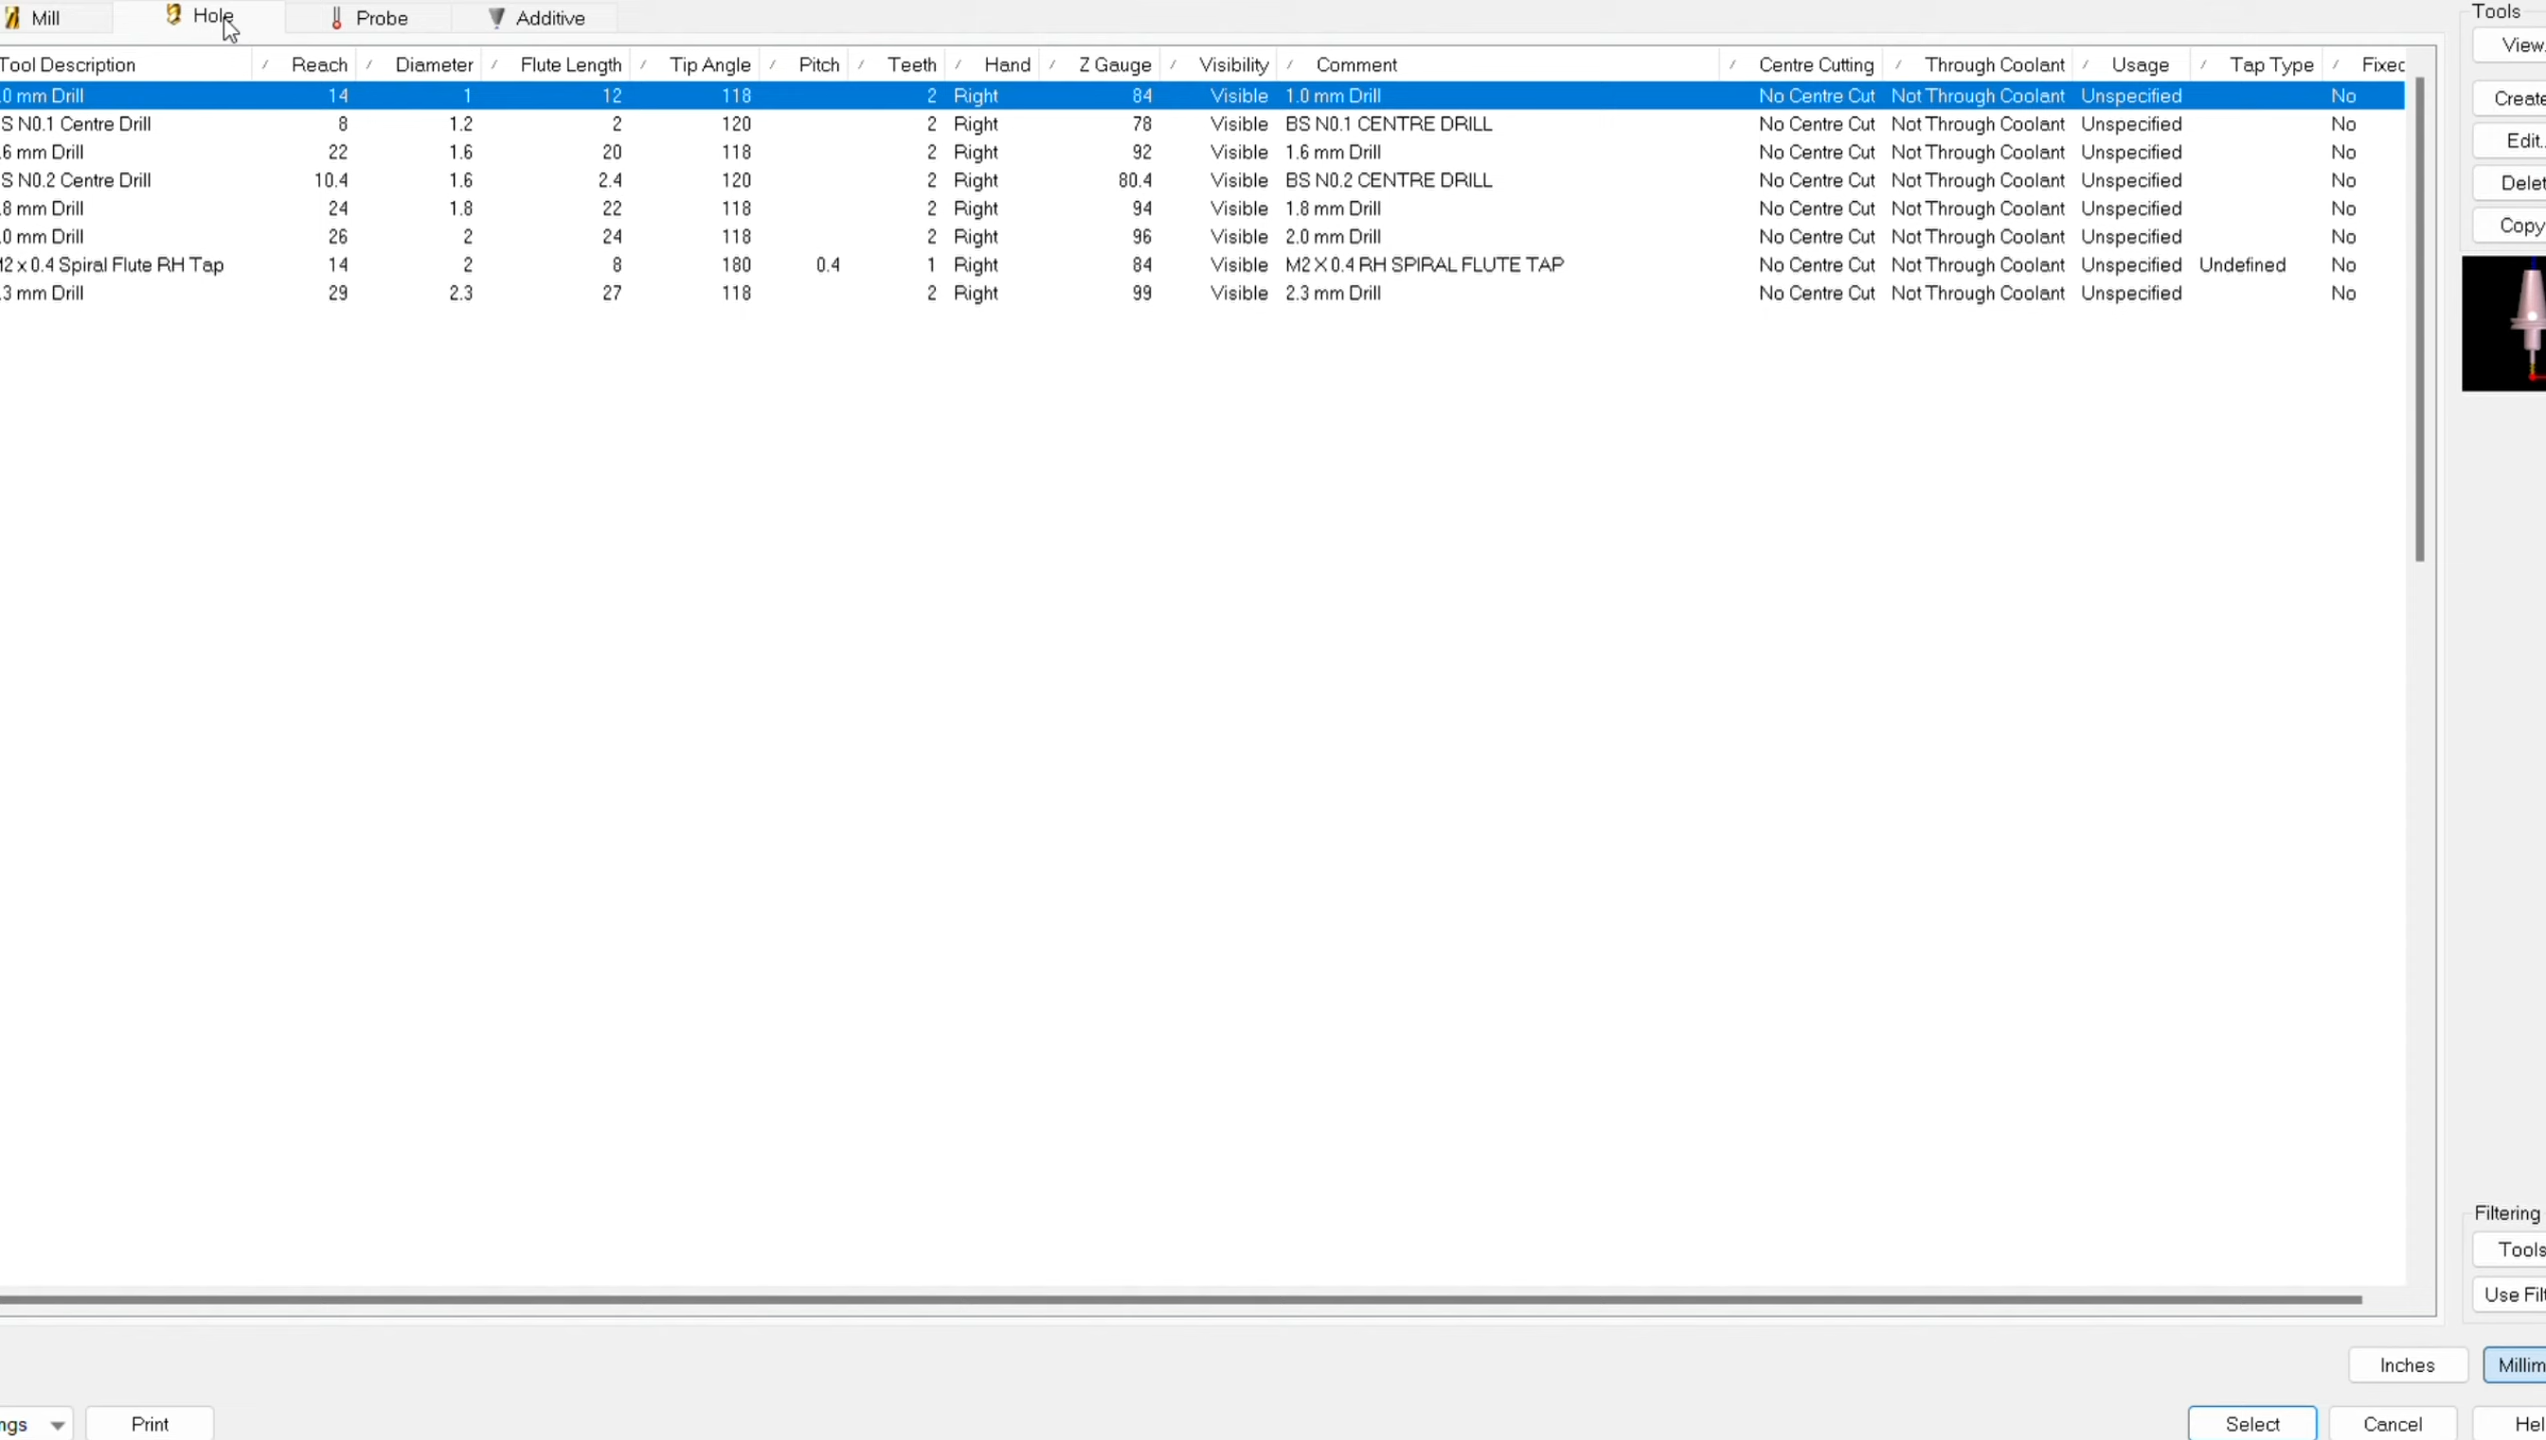 Mill Hole Probe Additive Tools
View.
Tool Description Reach Diameter Flute Length Tip Angle Pitch Teeth Hand Z Gauge Visibility Comment Centre Cutting Through Coolant Usage Tap Type Fixed
.0 mm Drill 14 1 12 118 2 Right 84 Visible 1.0 mm Drill No Centre Cut Not Through Coolant Unspecified No
Create
S N0.1 Centre Drill 8 1.2 2 120 2 Right 78 Visible BS N0.1 CENTRE DRILL No Centre Cut Not Through Coolant Unspecified No
Edit..
.6 mm Drill 22 1.6 20 118 2 Right 92 Visible 1.6 mm Drill No Centre Cut Not Through Coolant Unspecified No
S N0.2 Centre Drill 10.4 1.6 2.4 120 2 Right 80.4 Visible BS N0.2 CENTRE DRILL No Centre Cut Not Through Coolant Unspecified No
Delet
.8 mm Drill 24 1.8 22 118 2 Right 94 Visible 1.8 mm Drill No Centre Cut Not Through Coolant Unspecified No
Copy
.0 mm Drill 26 2 24 118 2 Right 96 Visible 2.0 mm Drill No Centre Cut Not Through Coolant Unspecified No
M2 x 0.4 Spiral Flute RH Tap 14 2 8 180 0.4 1 Right 84 Visible M2 X 0.4 RH SPIRAL FLUTE TAP No Centre Cut Not Through Coolant Unspecified Undefined No
.3 mm Drill 29 2.3 27 118 2 Right 99 Visible 2.3 mm Drill No Centre Cut Not Through Coolant Unspecified No
Filtering
Tools
Use Filt
Inches Millim
ngs Print Select Cancel Hel